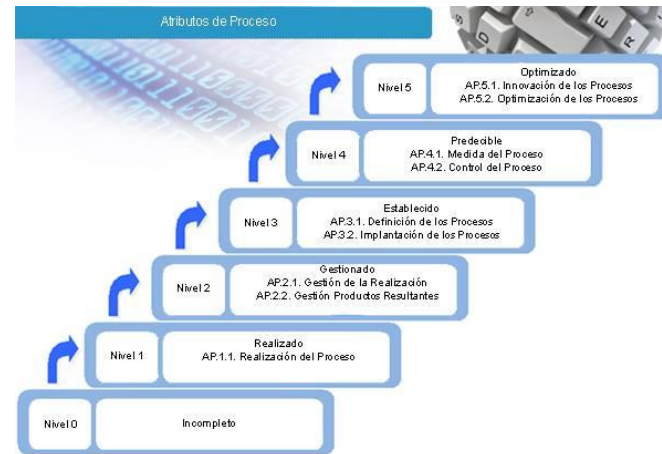 Atributos de Proceso
Nivel 5
Optimizado
AP.5.1. Innovación de los Procesos
AP.5.2. Optimización de los Procesos
Nivel 4
Predecible
AP.4.1. Medida del Proceso
AP.4.2. Control del Proceso
Nivel 3
Establecido
AP.3.1. Definición de los Procesos
AP.3.2. Implantación de los Procesos
Nivel 2
Gestionado
AP.2.1. Gestión de la Realización
AP.2.2. Gestión Productos Resultantes
Nivel 1
Realizado
AP.1.1. Realización del Proceso
Nivel 0
Incompleto